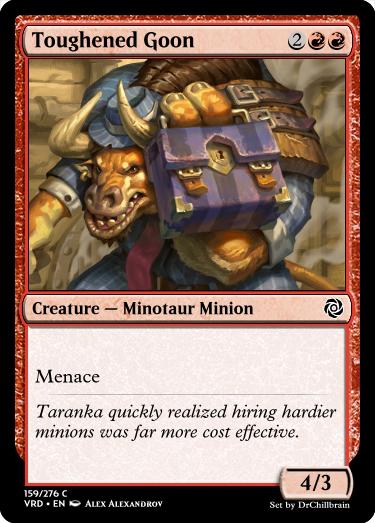 Toughened Goon 2
Creature — Minotaur Minion
Menace
Taranka quickly realized hiring hardier
minions was far more cost effective.
4/3
159/276 C
VRD • EN Alex Alexandrov
Set by DrChillbrain